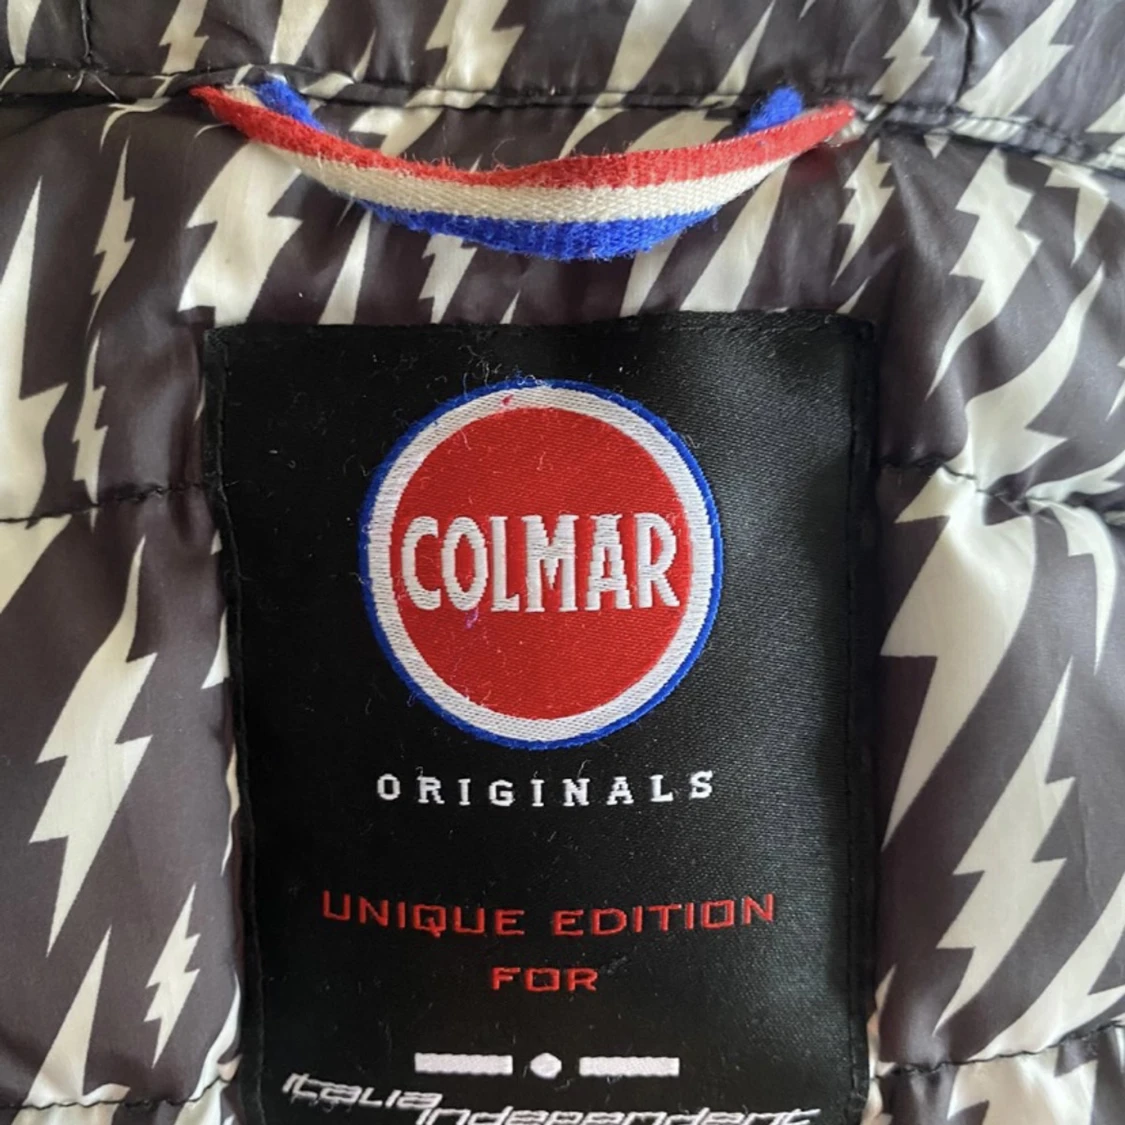 COLMAR
ORIGINALS
UNIQUE EDITION
FOR
italia
independent